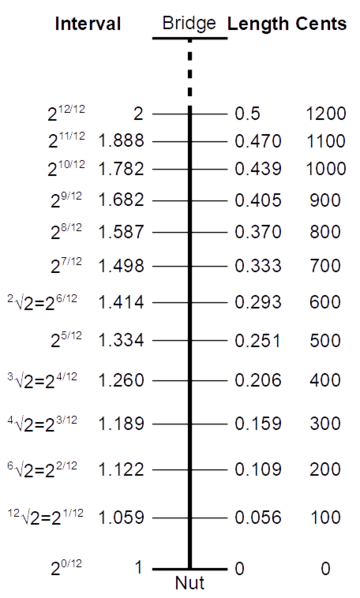 Interval Bridge Length Cents
2^12/12 2 0.5 1200
2^11/12 1.888 0.470 1100
2^10/12 1.782 0.439 1000
2^9/12 1.682 0.405 900
2^8/12 1.587 0.370 800
2^7/12 1.498 0.333 700
²√2=2^6/12 1.414 0.293 600
2^5/12 1.334 0.251 500
³√2=2^4/12 1.260 0.206 400
⁴√2=2^3/12 1.189 0.159 300
⁶√2=2^2/12 1.122 0.109 200
¹²√2=2^1/12 1.059 0.056 100
2^0/12 1 0 0
Nut